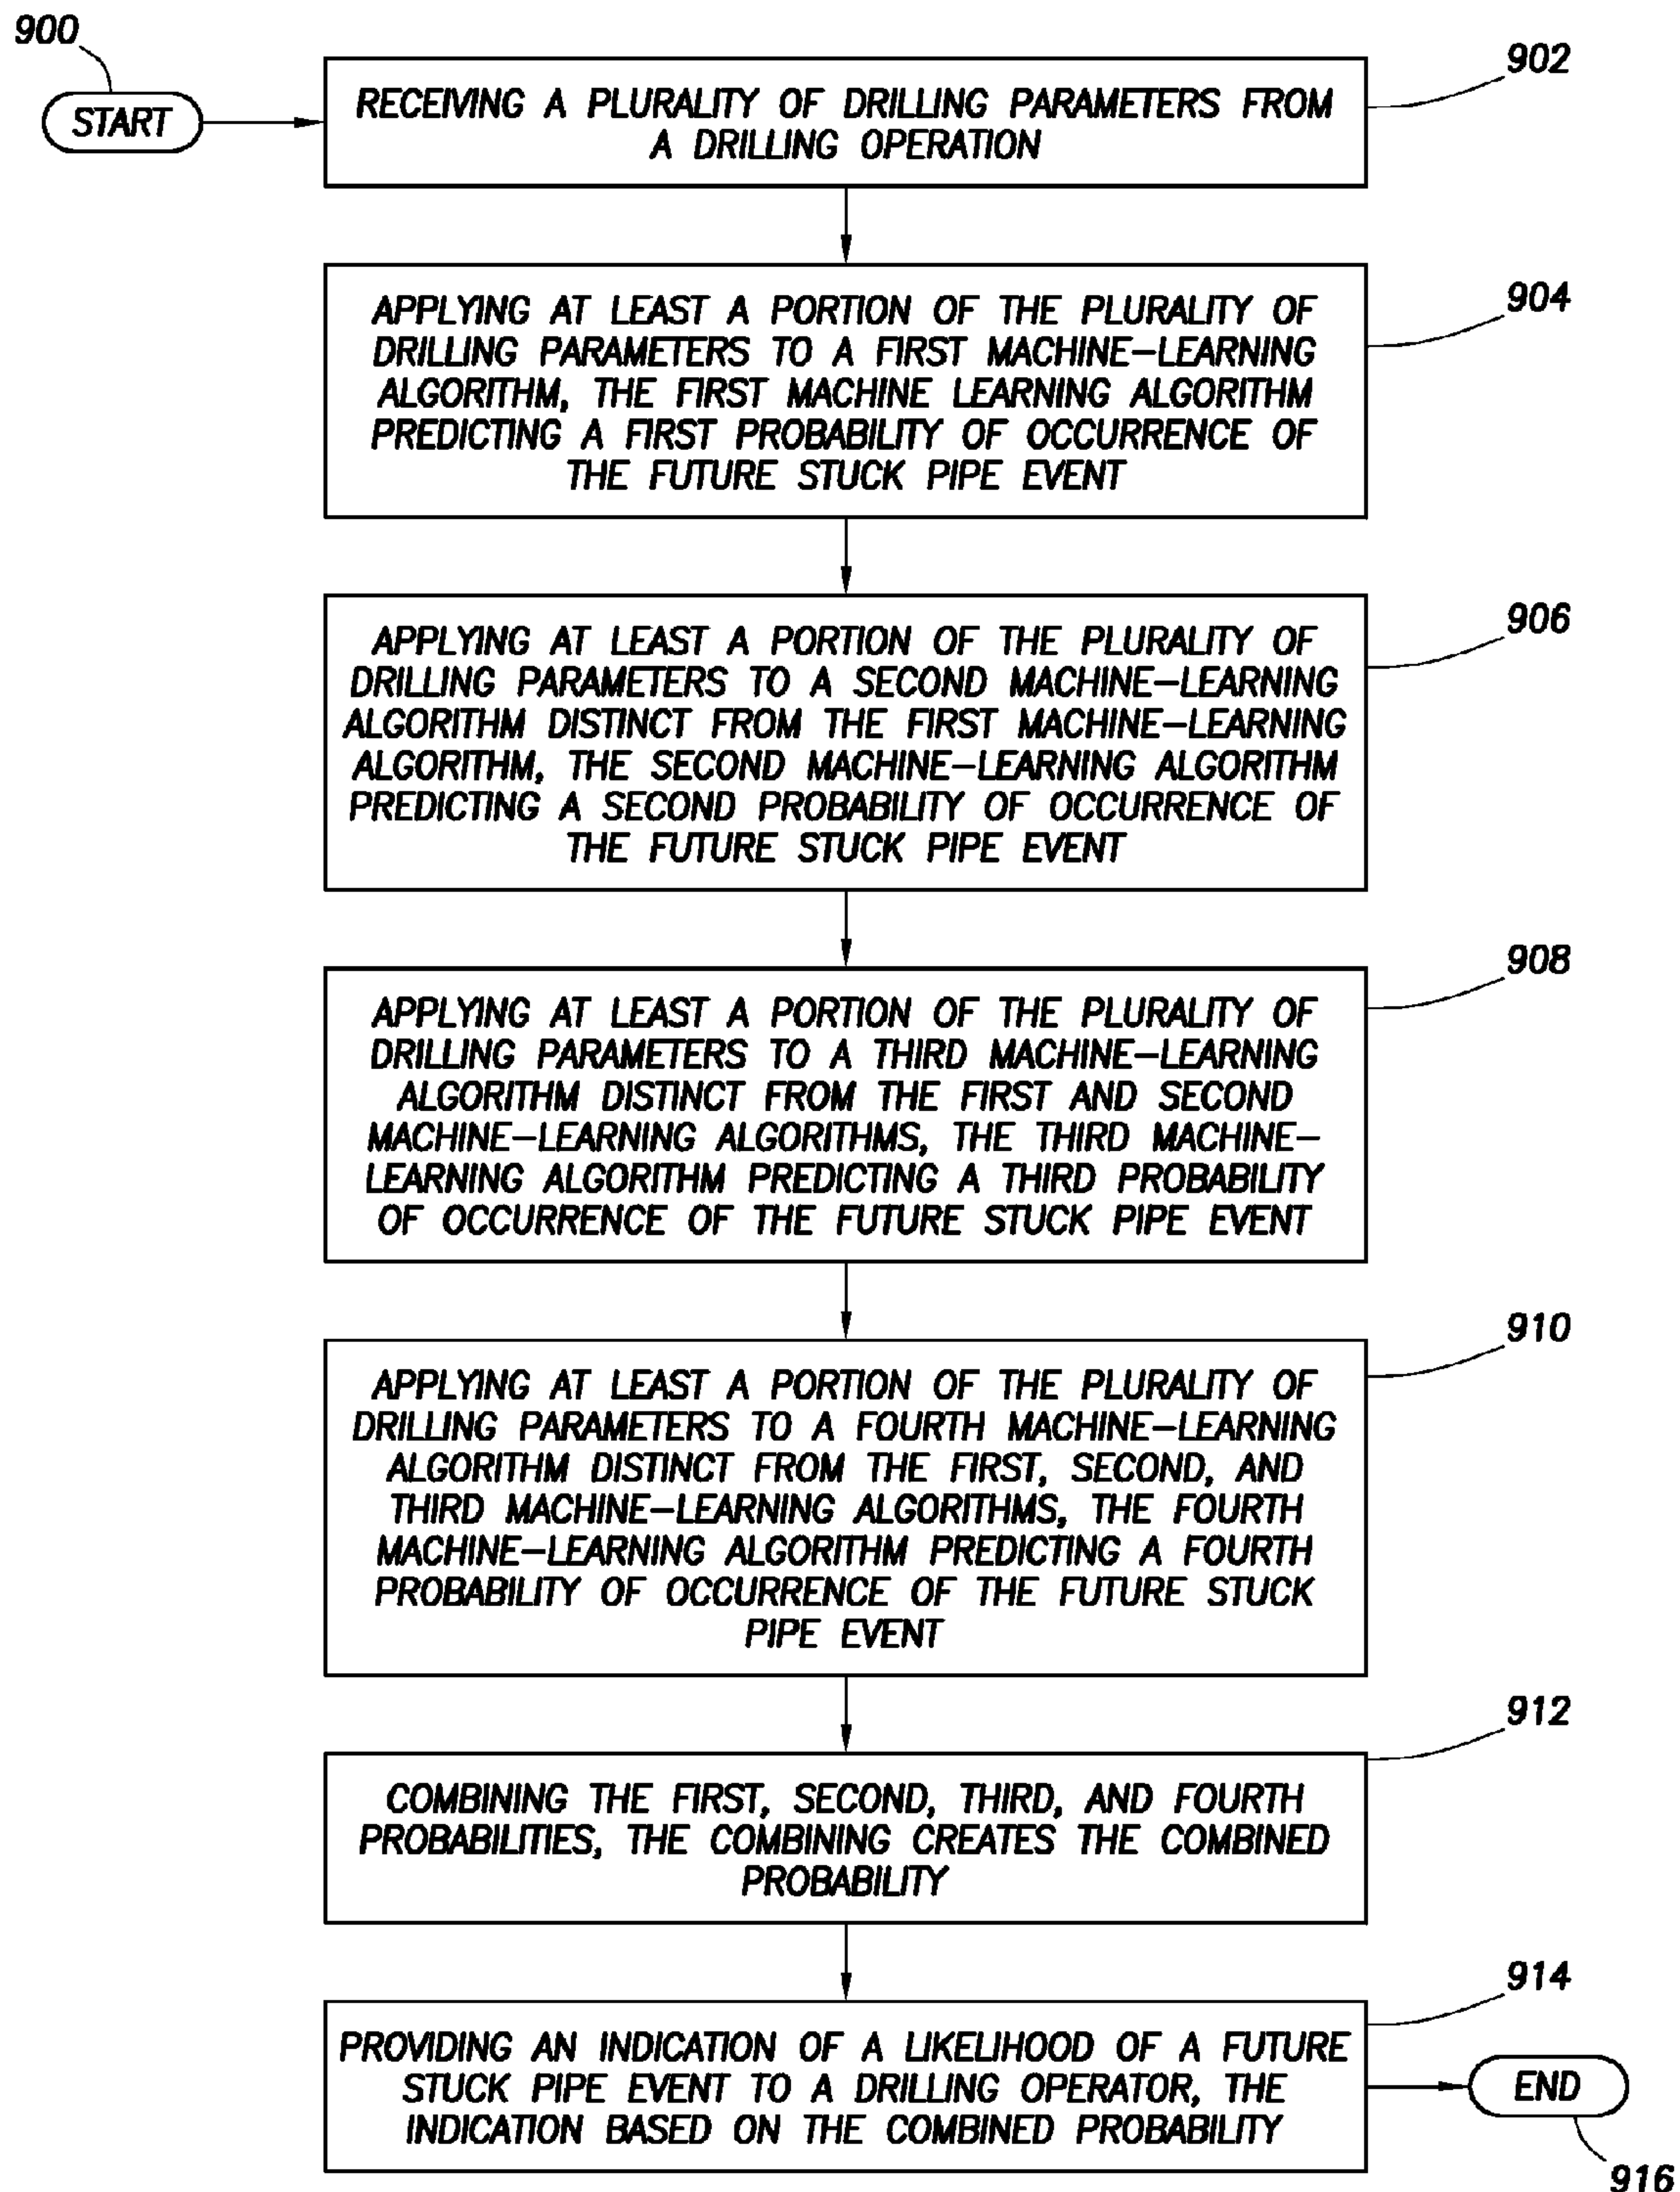 900
START
902
RECEIVING A PLURALITY OF DRILLING PARAMETERS FROM
A DRILLING OPERATION
904
APPLYING AT LEAST A PORTION OF THE PLURALITY OF
DRILLING PARAMETERS TO A FIRST MACHINE–LEARNING
ALGORITHM, THE FIRST MACHINE LEARNING ALGORITHM
PREDICTING A FIRST PROBABILITY OF OCCURRENCE OF
THE FUTURE STUCK PIPE EVENT
906
APPLYING AT LEAST A PORTION OF THE PLURALITY OF
DRILLING PARAMETERS TO A SECOND MACHINE–LEARNING
ALGORITHM DISTINCT FROM THE FIRST MACHINE–LEARNING
ALGORITHM, THE SECOND MACHINE–LEARNING ALGORITHM
PREDICTING A SECOND PROBABILITY OF OCCURRENCE OF
THE FUTURE STUCK PIPE EVENT
908
APPLYING AT LEAST A PORTION OF THE PLURALITY OF
DRILLING PARAMETERS TO A THIRD MACHINE–LEARNING
ALGORITHM DISTINCT FROM THE FIRST AND SECOND
MACHINE–LEARNING ALGORITHMS, THE THIRD MACHINE–
LEARNING ALGORITHM PREDICTING A THIRD PROBABILITY
OF OCCURRENCE OF THE FUTURE STUCK PIPE EVENT
910
APPLYING AT LEAST A PORTION OF THE PLURALITY OF
DRILLING PARAMETERS TO A FOURTH MACHINE–LEARNING
ALGORITHM DISTINCT FROM THE FIRST, SECOND, AND
THIRD MACHINE–LEARNING ALGORITHMS, THE FOURTH
MACHINE–LEARNING ALGORITHM PREDICTING A FOURTH
PROBABILITY OF OCCURRENCE OF THE FUTURE STUCK
PIPE EVENT
912
COMBINING THE FIRST, SECOND, THIRD, AND FOURTH
PROBABILITIES, THE COMBINING CREATES THE COMBINED
PROBABILITY
914
PROVIDING AN INDICATION OF A LIKELIHOOD OF A FUTURE
STUCK PIPE EVENT TO A DRILLING OPERATOR, THE
INDICATION BASED ON THE COMBINED PROBABILITY
END
916